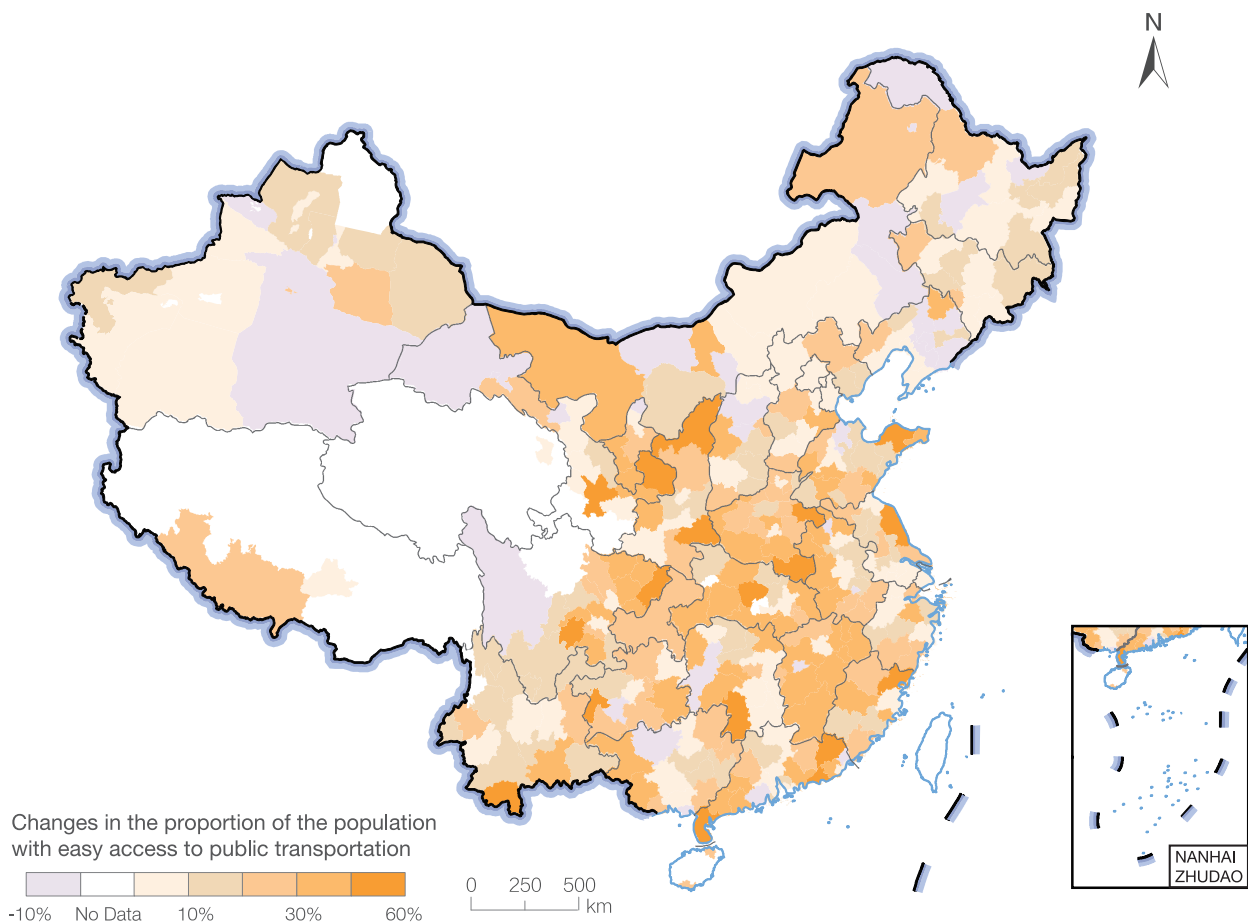 N
Changes in the proportion of the population
with easy access to public transportation
-10% No Data 10% 30% 60%
0 250 500
km
NANHAI
ZHUDAO